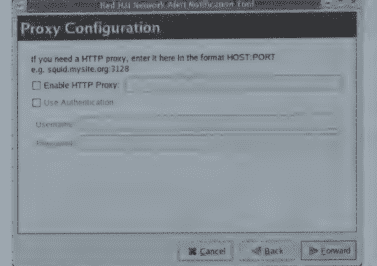 Red Hat Network Alert Notification Tool
Proxy Configuration
If you need a HTTP proxy, enter it here in the format HOST:PORT
e.g. squid.mysite.org:3128
Enable HTTP Proxy:
Use Authentication
Username:
Password:
Cancel
Back
Forward